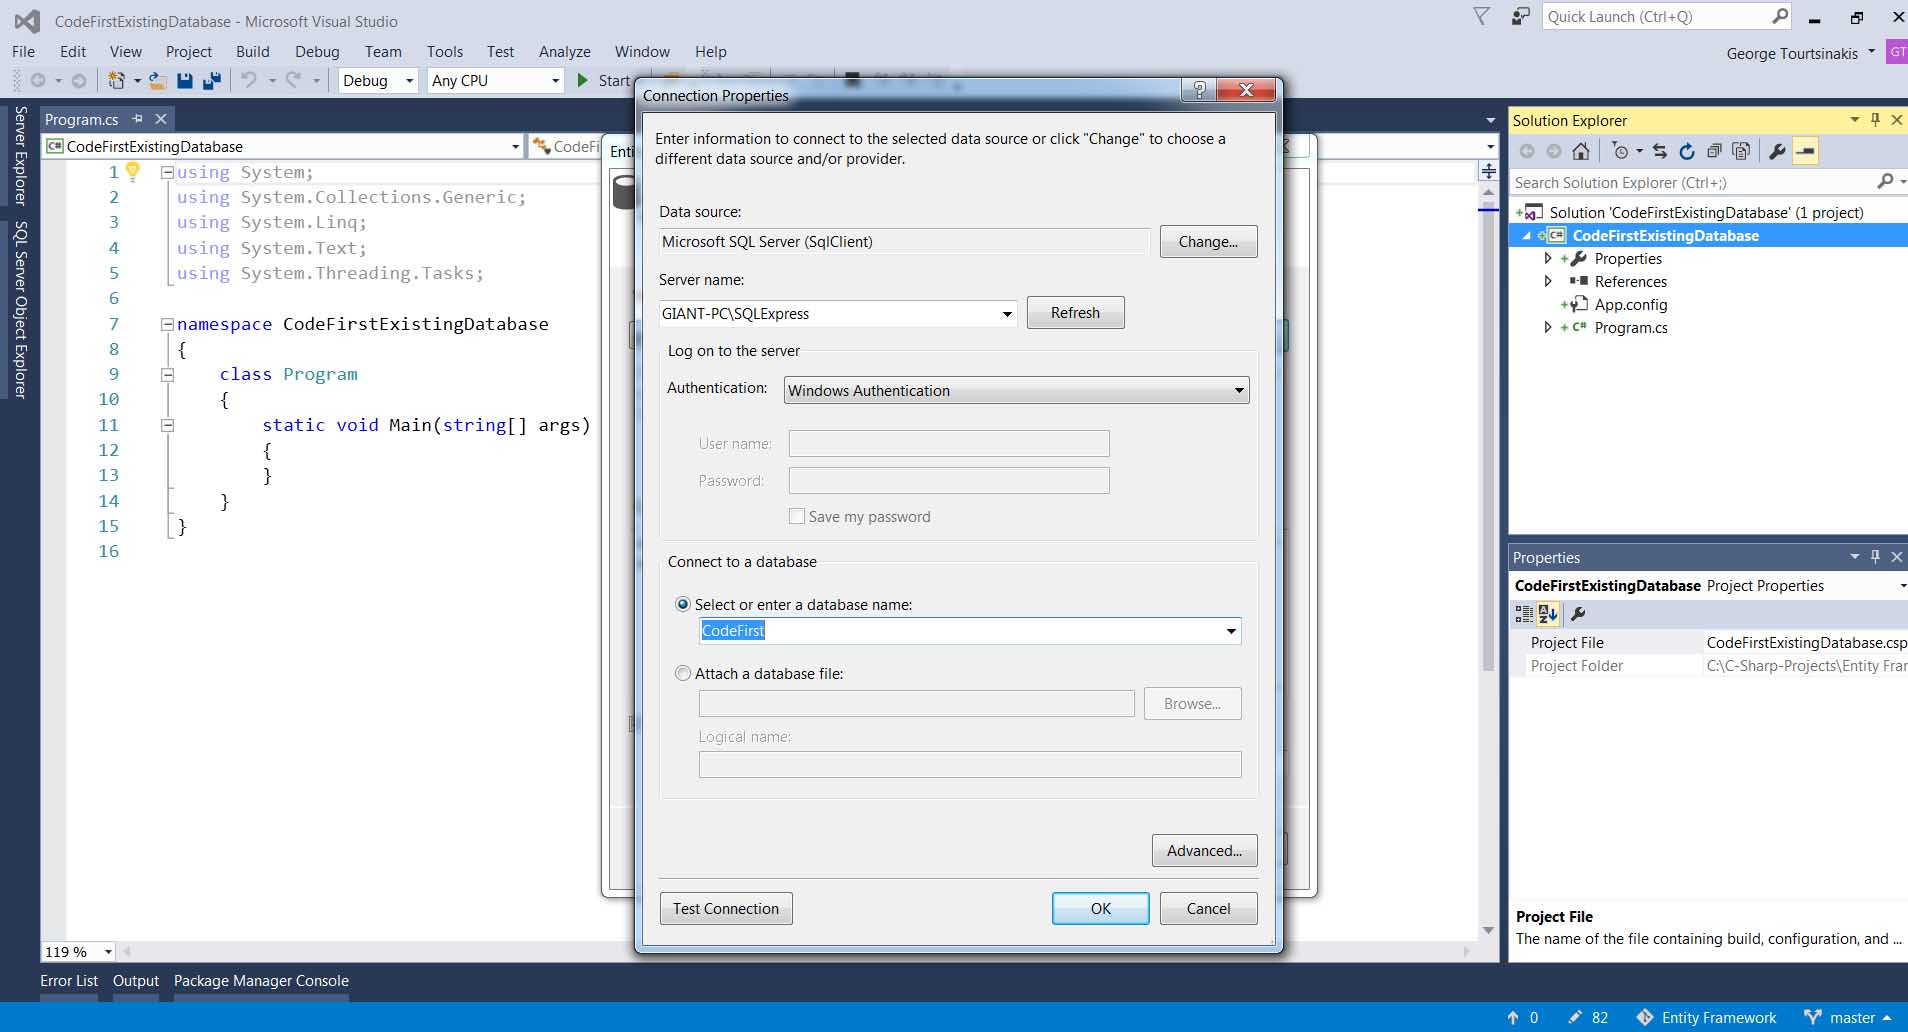 CodeFirstExistingDatabase - Microsoft Visual Studio
Quick Launch (Ctrl+Q)
File Edit View Project Build Debug Team Tools Test Analyze Window Help
George Tourtsinakis
GT
Debug
Any CPU
Start
Server Explorer
SQL Server Object Explorer
Program.cs
C# CodeFirstExistingDatabase
CodeFi
1 using System;
2 using System.Collections.Generic;
3 using System.Linq;
4 using System.Text;
5 using System.Threading.Tasks;
6
7 namespace CodeFirstExistingDatabase
8 {
9 class Program
10 {
11 static void Main(string[] args)
12 {
13 }
14 }
15 }
16
119 %
Enti
Connection Properties
?
Enter information to connect to the selected data source or click "Change" to choose a
different data source and/or provider.
Data source:
Microsoft SQL Server (SqlClient)
Change...
Server name:
GIANT-PC\SQLExpress
Refresh
Log on to the server
Authentication:
Windows Authentication
User name:
Password:
Save my password
Connect to a database
Select or enter a database name:
CodeFirst
Attach a database file:
Browse...
Logical name:
Advanced...
Test Connection
OK
Cancel
Solution Explorer
Search Solution Explorer (Ctrl+;)
Solution 'CodeFirstExistingDatabase' (1 project)
C# CodeFirstExistingDatabase
Properties
References
App.config
C# Program.cs
Properties
CodeFirstExistingDatabase Project Properties
Project File CodeFirstExistingDatabase.csp
Project Folder C:\C-Sharp-Projects\Entity Fra
Project File
The name of the file containing build, configuration, and ...
Error List Output Package Manager Console
0 82 Entity Framework master